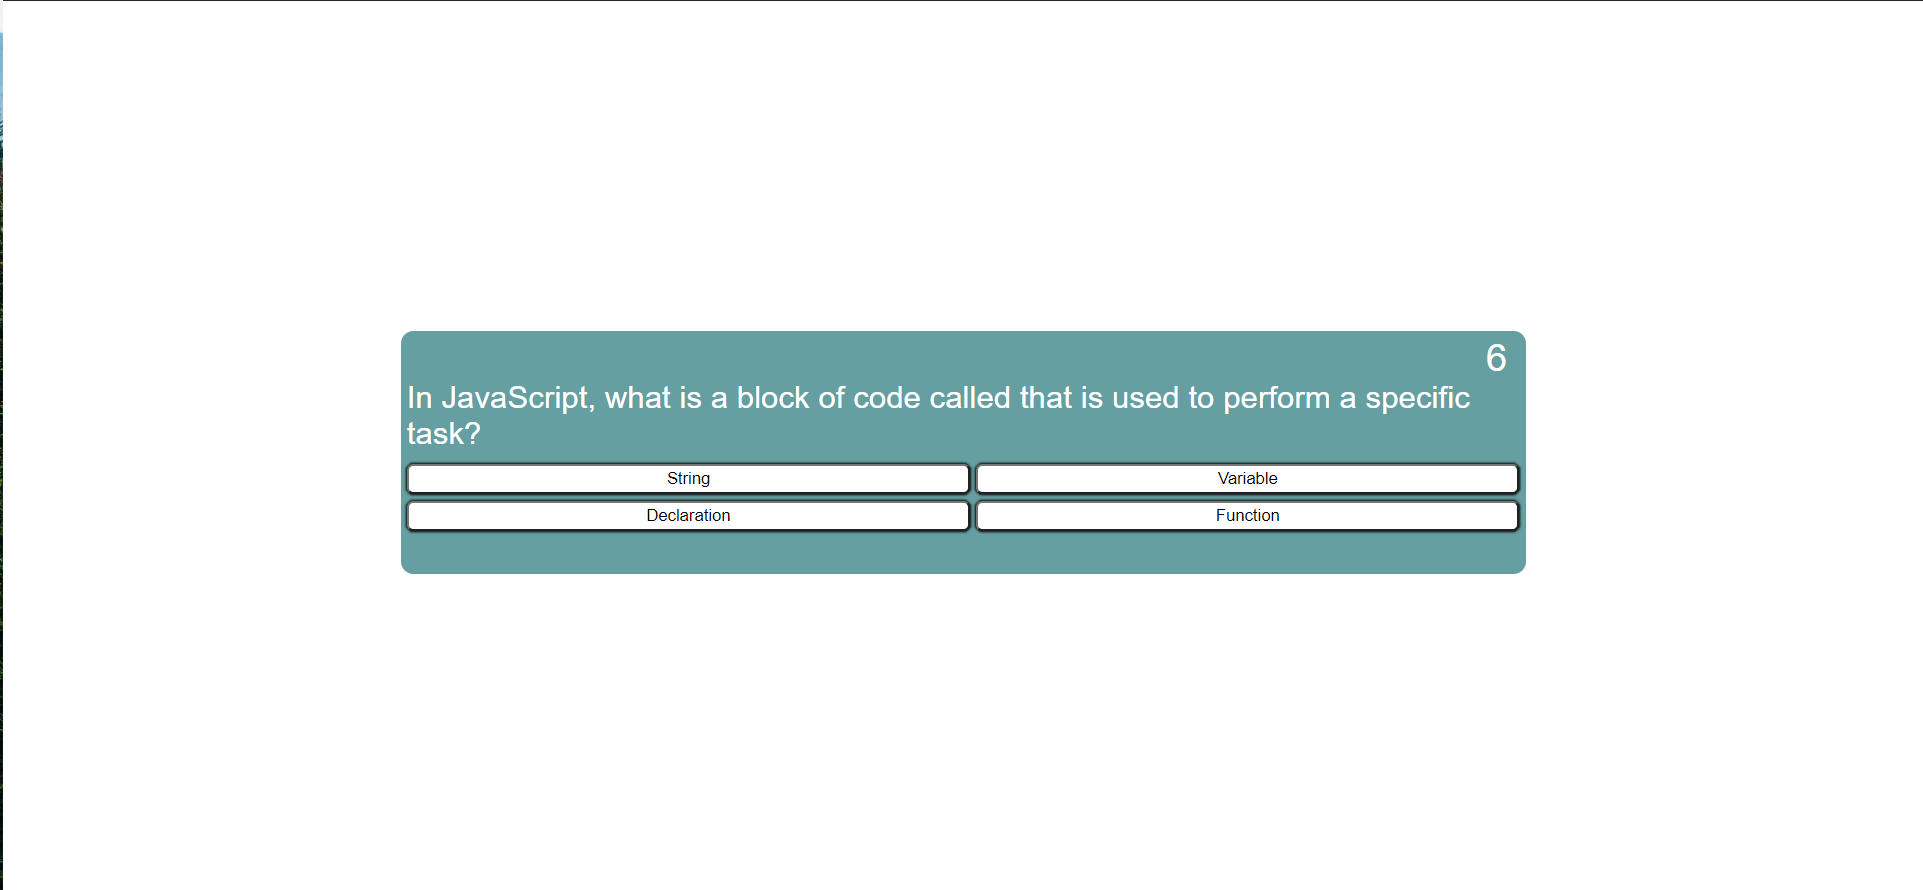 6
In JavaScript, what is a block of code called that is used to perform a specific
task?
String
Variable
Declaration
Function